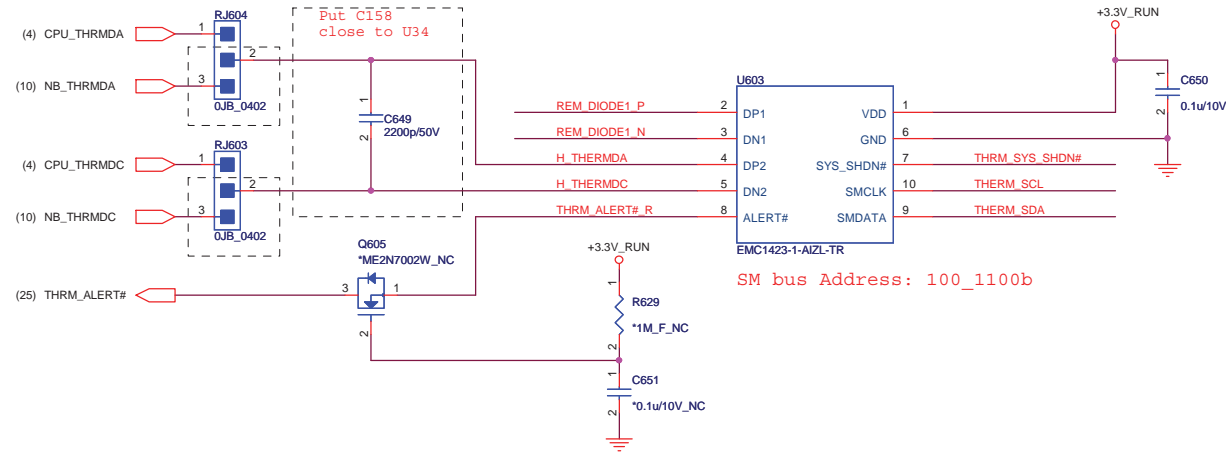 RJ604
(4) CPU_THRMDA
1
2
(10) NB_THRMDA
3
0JB_0402
Put C158
close to U34
1
C649
2200p/50V
2
RJ603
(4) CPU_THRMDC
1
2
(10) NB_THRMDC
3
0JB_0402
+3.3V_RUN
1
C650
0.1u/10V
2
U603
REM_DIODE1_P
2
DP1
VDD
1
REM_DIODE1_N
3
DN1
GND
6
H_THERMDA
4
DP2
SYS_SHDN#
7
THRM_SYS_SHDN#
H_THERMDC
5
DN2
SMCLK
10
THERM_SCL
THRM_ALERT#_R
8
ALERT#
SMDATA
9
THERM_SDA
EMC1423-1-AIZL-TR
SM bus Address: 100_1100b
Q605
*ME2N7002W_NC
(25) THRM_ALERT#
3
1
2
+3.3V_RUN
1
R629
*1M_F_NC
2
1
C651
*0.1u/10V_NC
2